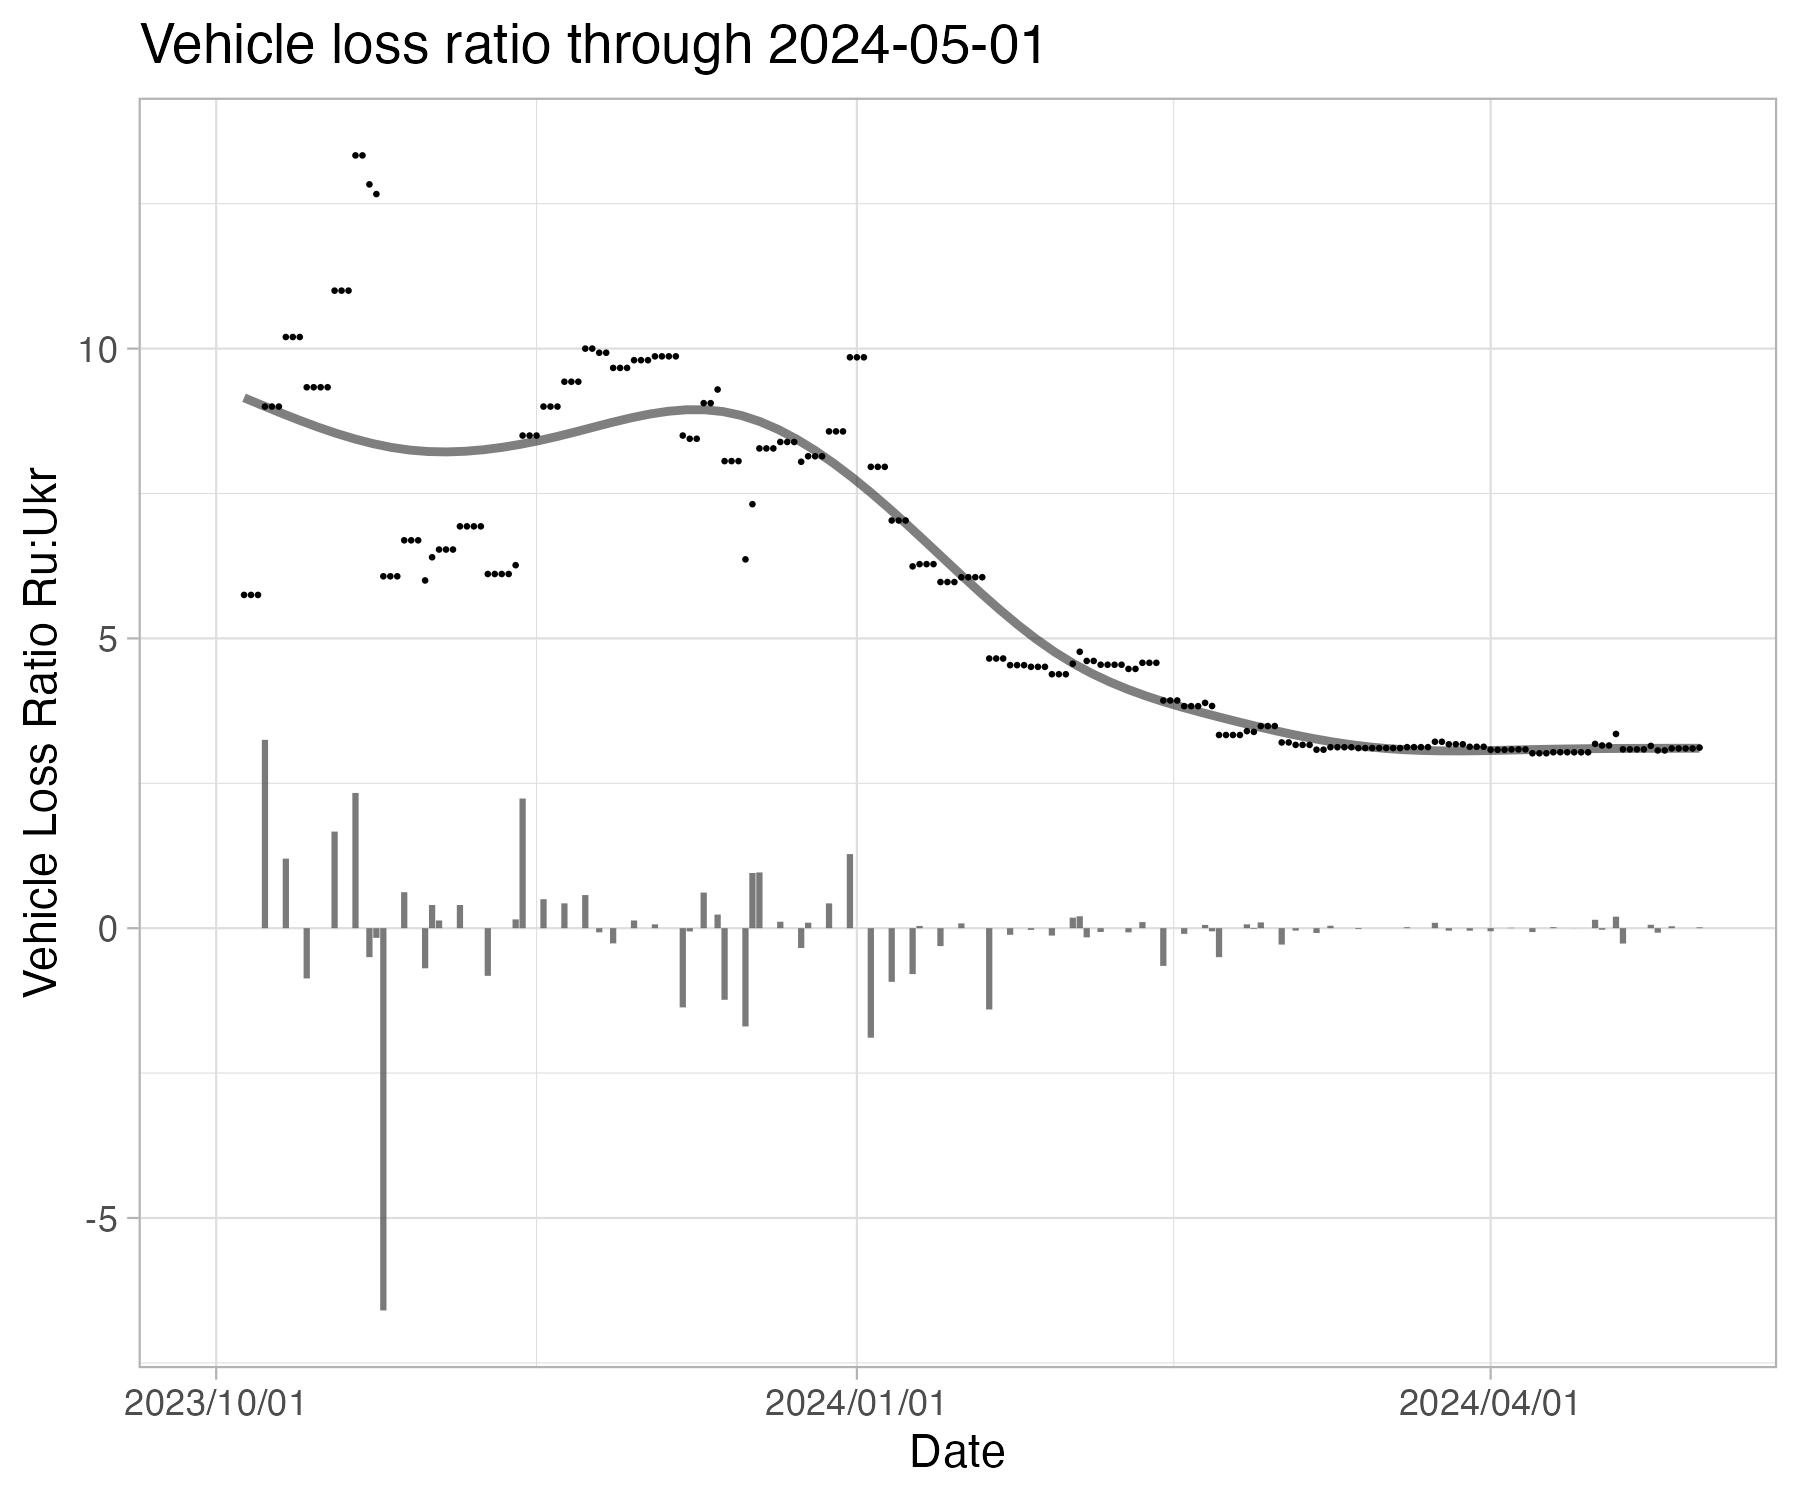 Vehicle loss ratio through 2024-05-01
Vehicle Loss Ratio Ru:Ukr
10
5
0
-5
2023/10/01
2024/01/01
2024/04/01
Date